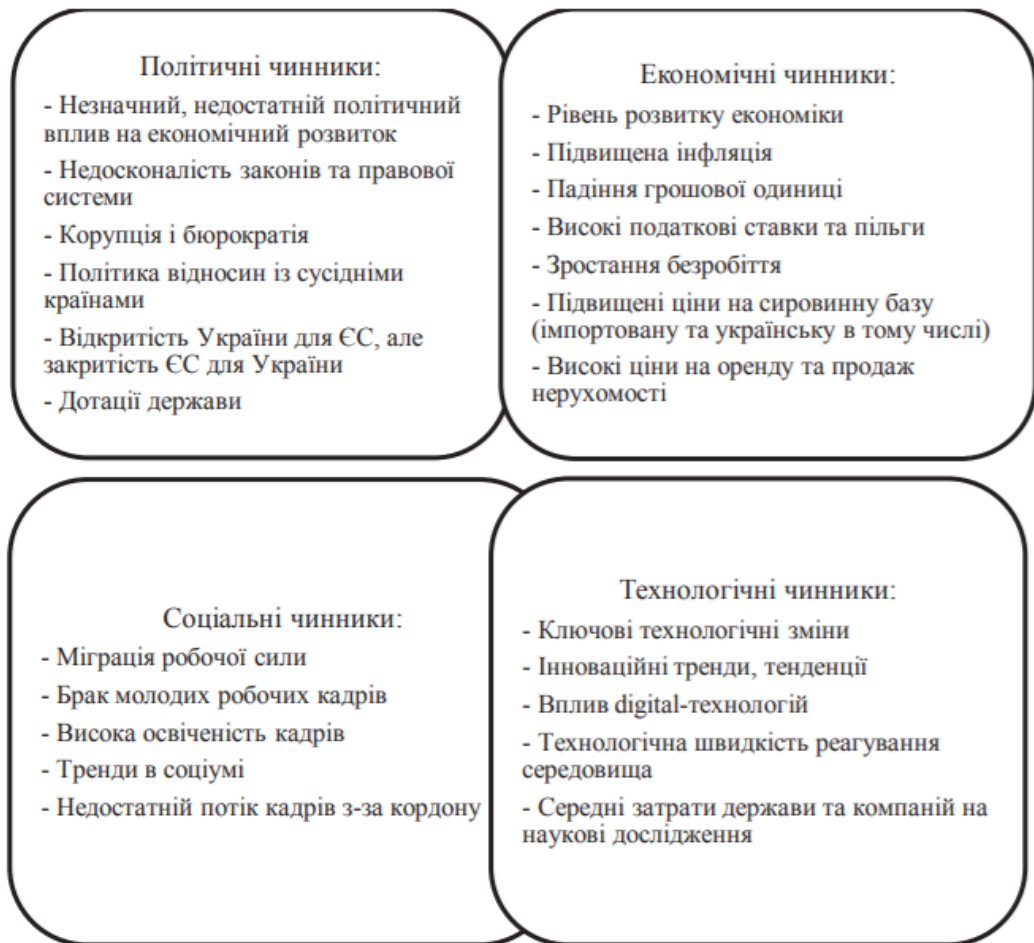 Політичні чинники:
- Незначний, недостатній політичний
вплив на економічний розвиток
- Недосконалість законів та правової
системи
- Корупція і бюрократія
- Політика відносин із сусідніми
країнами
- Відкритість України для ЄС, але
закритість ЄС для України
- Дотації держави
Економічні чинники:
- Рівень розвитку економіки
- Підвищена інфляція
- Падіння грошової одиниці
- Високі податкові ставки та пільги
- Зростання безробіття
- Підвищені ціни на сировинну базу
(імпортовану та українську в тому числі)
- Високі ціни на оренду та продаж
нерухомості
Соціальні чинники:
- Міграція робочої сили
- Брак молодих робочих кадрів
- Висока освіченість кадрів
- Тренди в соціумі
- Недостатній потік кадрів з-за кордону
Технологічні чинники:
- Ключові технологічні зміни
- Інноваційні тренди, тенденції
- Вплив digital-технологій
- Технологічна швидкість реагування
середовища
- Середні затрати держави та компаній на
наукові дослідження